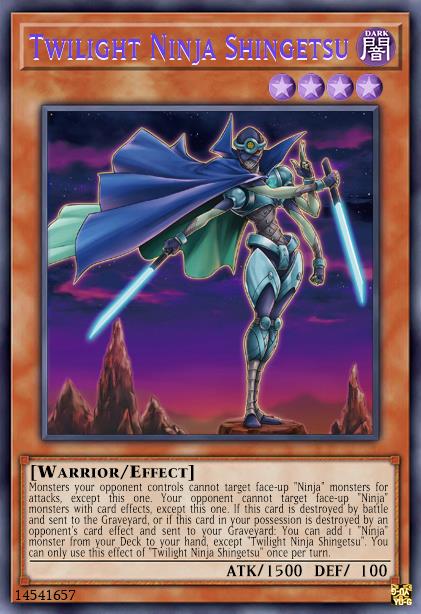 Twilight Ninja Shingetsu
DARK
闇
[Warrior/Effect]
Monsters your opponent controls cannot target face-up "Ninja" monsters for
attacks, except this one. Your opponent cannot target face-up "Ninja"
monsters with card effects, except this one. If this card is destroyed by battle
and sent to the Graveyard, or if this card in your possession is destroyed by an
opponent's card effect and sent to your Graveyard: You can add 1 "Ninja"
monster from your Deck to your hand, except "Twilight Ninja Shingetsu". You
can only use this effect of "Twilight Ninja Shingetsu" once per turn.
ATK/1500 DEF/ 100
14541657